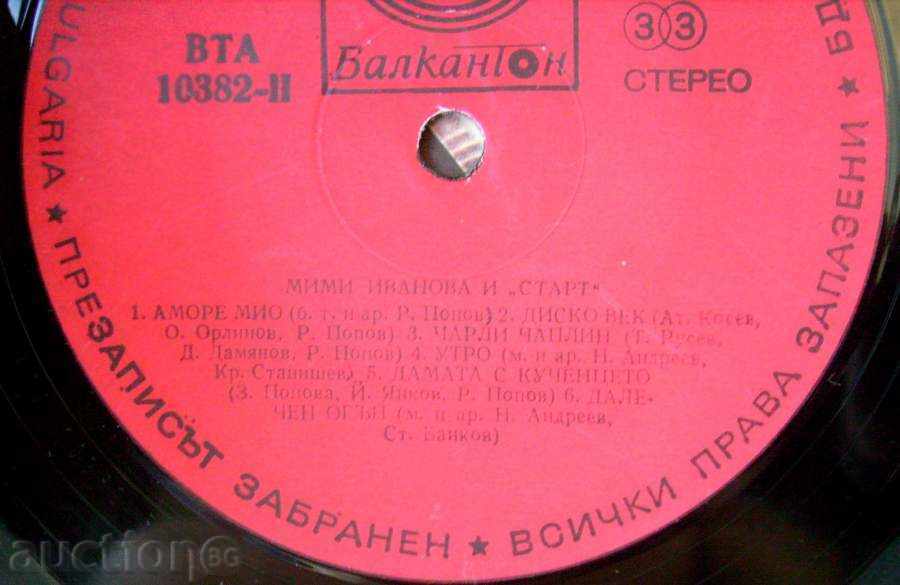 ВТА
10382-II
Балкантон
33
СТЕРЕО
МИМИ ИВАНОВА И „СТАРТ"
1. АМОРЕ МИО (б. т. и ар. Р. Попов) 2. ДИСКО ВЕК (Ат. Косев,
О. Орлинов, Р. Попов) 3. ЧАРЛИ ЧАПЛИН (Т. Русев,
Д. Дамянов, Р. Попов) 4. УТРО (м. и ар. Н. Андреев,
Кр. Станишев) 5. ДАМАТА С КУЧЕНЦЕТО
(З. Попова, Й. Янков, Р. Попов) 6. ДАЛЕ-
ЧЕН ОГЪН (м. и ар. Н. Андреев,
Ст. Банков)
ULGARIA ★ ПРЕЗАПИСЪТ ЗАБРАНЕН ★ ВСИЧКИ ПРАВА ЗАПАЗЕНИ ★ БД
auction.BG